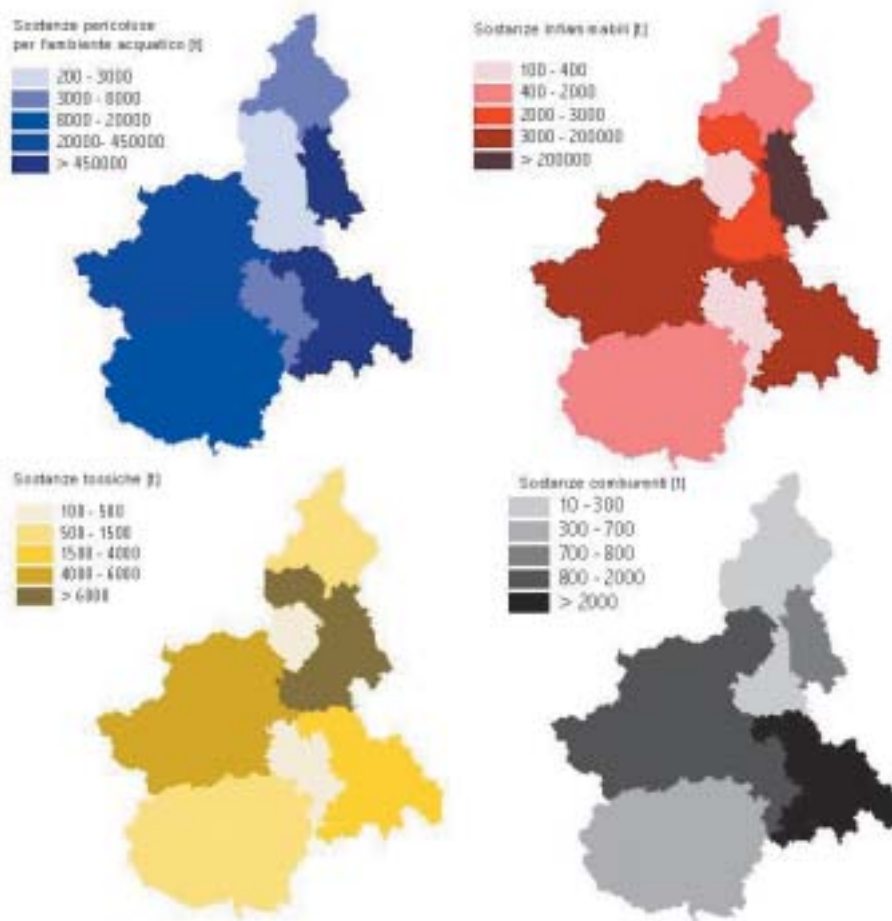 Sostanze pericolose
per l'ambiente acquatico [t]
200 - 3000
3000 - 8000
8000 - 20000
20000- 450000
> 450000
Sostanze infiammabili [t]
100 - 400
400 - 2000
2000 - 3000
3000 - 200000
> 200000
Sostanze tossiche [t]
100 - 500
500 - 1500
1500 - 4000
4000 - 6000
> 6000
Sostanze comburenti [t]
10 - 300
300 - 700
700 - 800
800 - 2000
> 2000